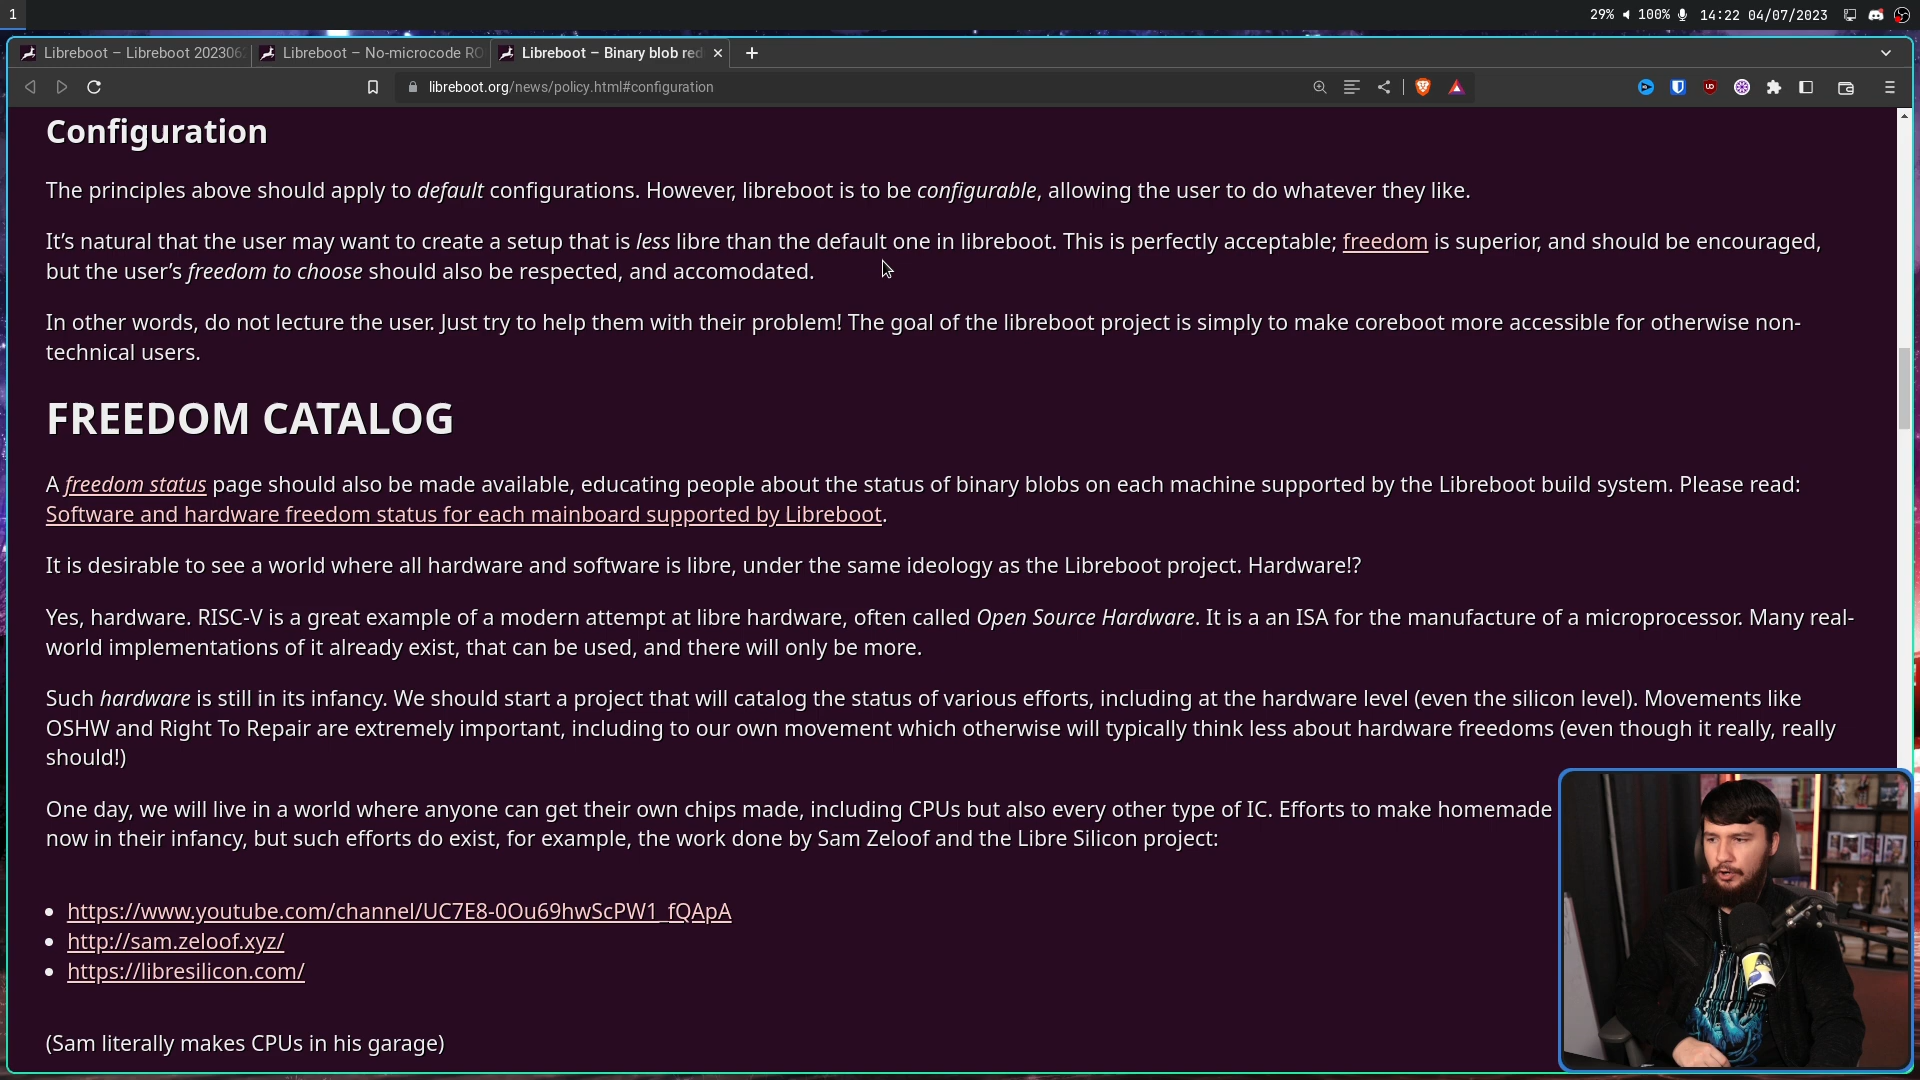 1
29% 100% 14:22 04/07/2023
Libreboot – Libreboot 202306
Libreboot – No-microcode RO
Libreboot – Binary blob red
libreboot.org/news/policy.html#configuration
Configuration
The principles above should apply to default configurations. However, libreboot is to be configurable, allowing the user to do whatever they like.
It’s natural that the user may want to create a setup that is less libre than the default one in libreboot. This is perfectly acceptable; freedom is superior, and should be encouraged,
but the user’s freedom to choose should also be respected, and accomodated.
In other words, do not lecture the user. Just try to help them with their problem! The goal of the libreboot project is simply to make coreboot more accessible for otherwise non-
technical users.
FREEDOM CATALOG
A freedom status page should also be made available, educating people about the status of binary blobs on each machine supported by the Libreboot build system. Please read:
Software and hardware freedom status for each mainboard supported by Libreboot.
It is desirable to see a world where all hardware and software is libre, under the same ideology as the Libreboot project. Hardware!?
Yes, hardware. RISC-V is a great example of a modern attempt at libre hardware, often called Open Source Hardware. It is a an ISA for the manufacture of a microprocessor. Many real-
world implementations of it already exist, that can be used, and there will only be more.
Such hardware is still in its infancy. We should start a project that will catalog the status of various efforts, including at the hardware level (even the silicon level). Movements like
OSHW and Right To Repair are extremely important, including to our own movement which otherwise will typically think less about hardware freedoms (even though it really, really
should!)
One day, we will live in a world where anyone can get their own chips made, including CPUs but also every other type of IC. Efforts to make homemade
now in their infancy, but such efforts do exist, for example, the work done by Sam Zeloof and the Libre Silicon project:
https://www.youtube.com/channel/UC7E8-0Ou69hwScPW1_fQApA
http://sam.zeloof.xyz/
https://libresilicon.com/
(Sam literally makes CPUs in his garage)